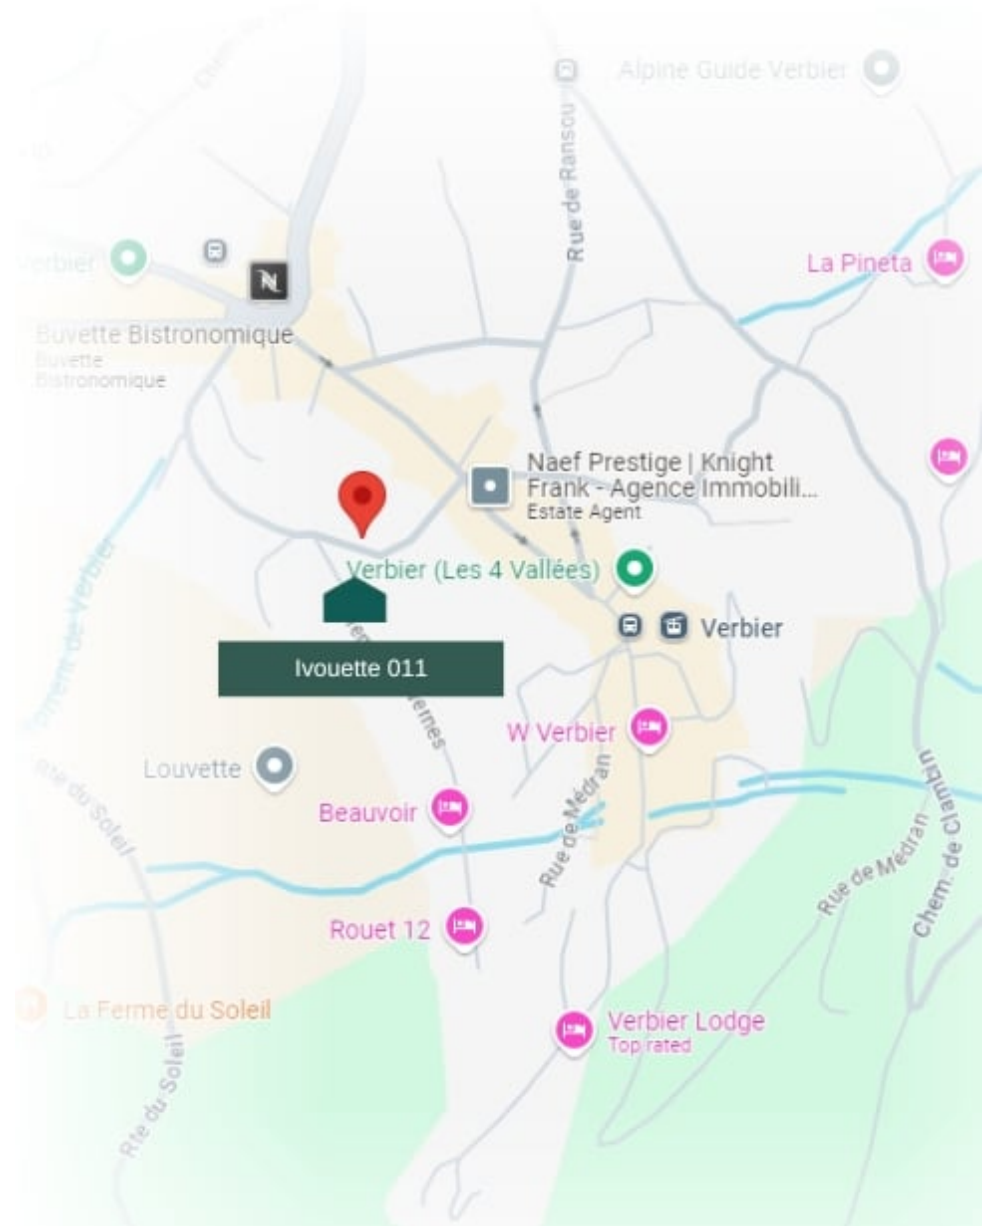 Alpine Guide Verbier
Rue de Ransou
Verbier
La Pineta
Buvette Bistronomique
Buvette
Bistronomique
Naef Prestige | Knight
Frank - Agence Immobili...
Estate Agent
Verbier (Les 4 Vallées)
Verbier
Ivouette 011
W Verbier
Louvette
Beauvoir
Rue de Médran
Rte du Soleil
Rue de Médran
Chem. de Clambin
Rouet 12
La Ferme du Soleil
Verbier Lodge
Top rated
Rte du Soleil